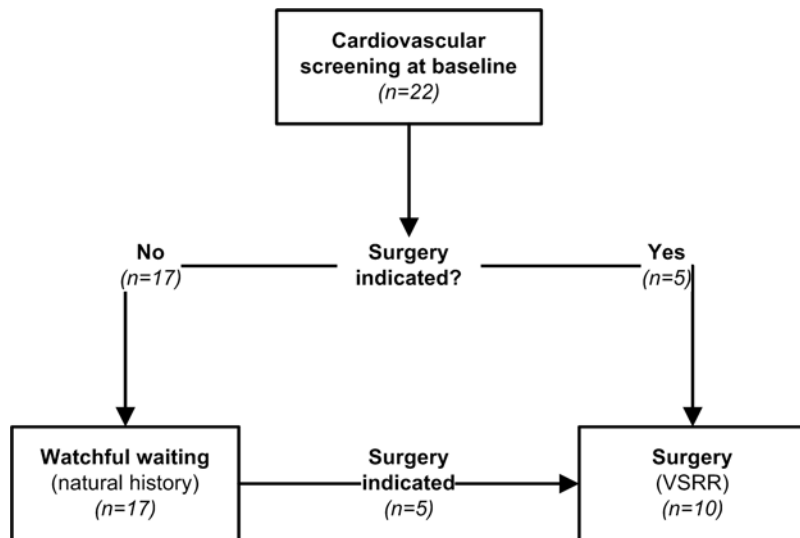 Cardiovascular
screening at baseline
(n=22)
No
(n=17)
Surgery
indicated?
Yes
(n=5)
Watchful waiting
(natural history)
(n=17)
Surgery
indicated
(n=5)
Surgery
(VSRR)
(n=10)